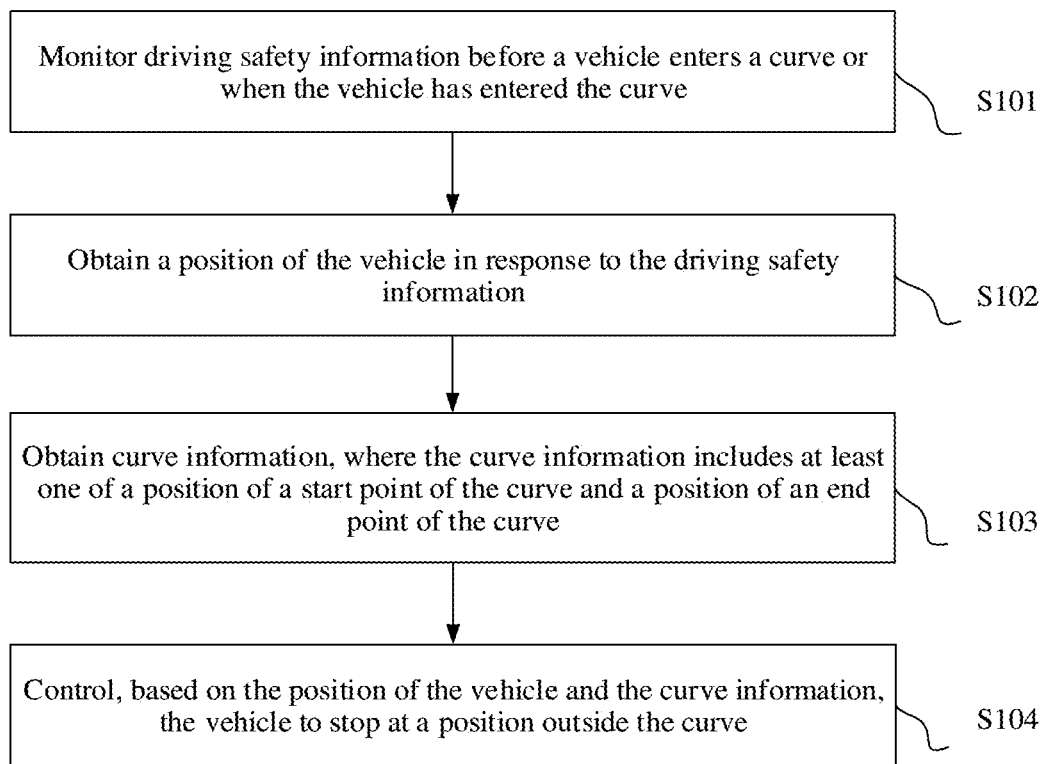 Monitor driving safety information before a vehicle enters a curve or
when the vehicle has entered the curve
S101
Obtain a position of the vehicle in response to the driving safety
information
S102
Obtain curve information, where the curve information includes at least
one of a position of a start point of the curve and a position of an end
point of the curve
S103
Control, based on the position of the vehicle and the curve information,
the vehicle to stop at a position outside the curve
S104